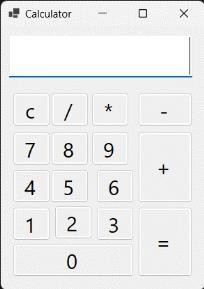 Calculator
c / * -
7 8 9 +
4 5 6
1 2 3 =
0